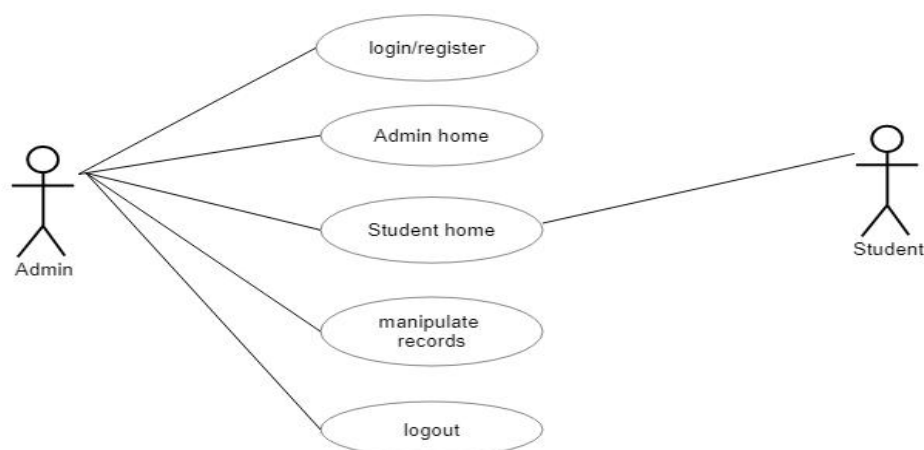 login/register
Admin home
Student home
Admin
Student
manipulate
records
logout